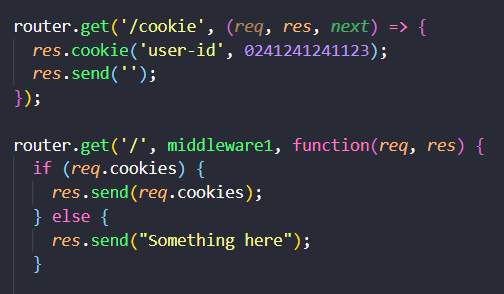 router.get('/cookie', (req, res, next) => {
  res.cookie('user-id', 0241241241123);
  res.send('');
});

router.get('/', middleware1, function(req, res) {
  if (req.cookies) {
    res.send(req.cookies);
  } else {
    res.send("Something here");
  }